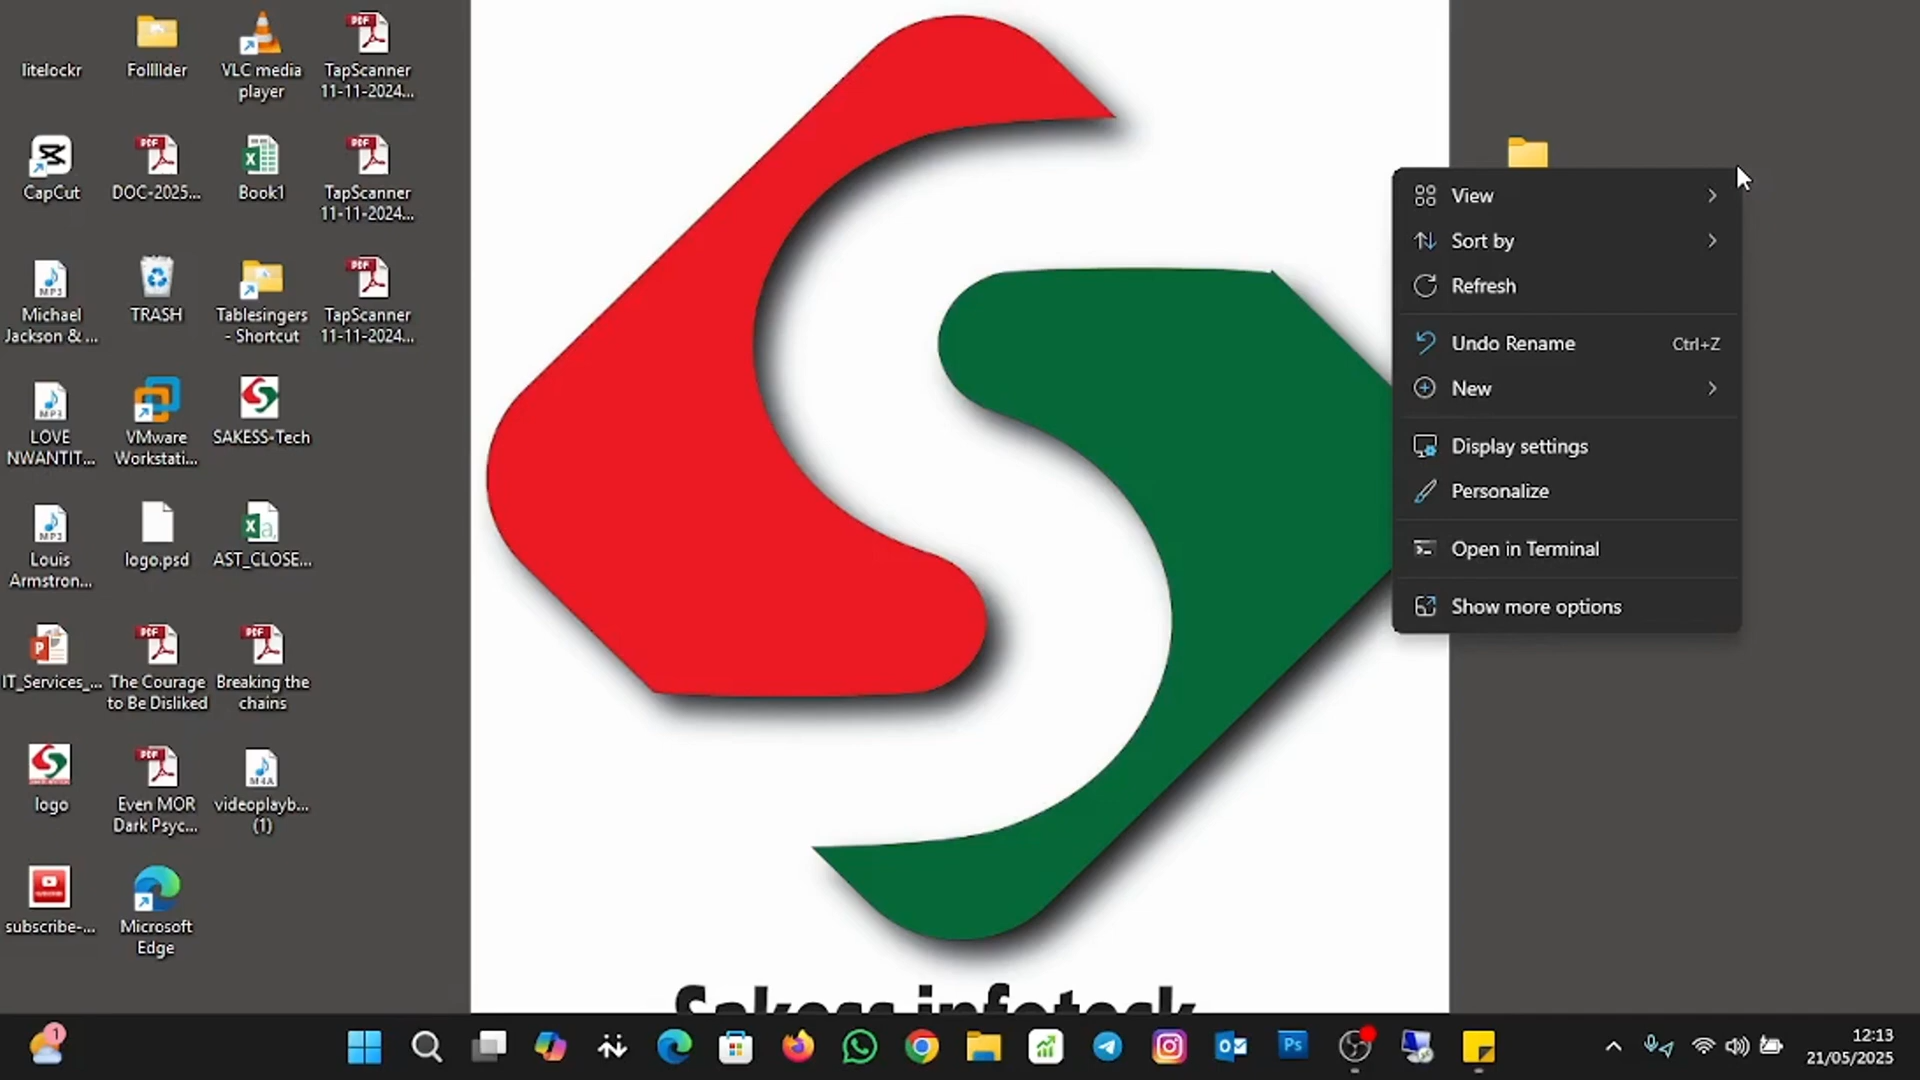 litelockr
Follllder
VLC media
player
TapScanner
11-11-2024...
CapCut
DOC-2025...
Book1
TapScanner
11-11-2024...
Michael
Jackson & ...
TRASH
Tablesingers
- Shortcut
TapScanner
11-11-2024...
LOVE
NWANTIT...
VMware
Workstati...
SAKESS-Tech
Louis
Armstron...
logo.psd
AST_CLOSE...
IT_Services_...
The Courage
to Be Disliked
Breaking the
chains
logo
Even MOR
Dark Psyc...
videoplayb...
(1)
subscribe-...
Microsoft
Edge
View
Sort by
Refresh
Undo Rename Ctrl+Z
New
Display settings
Personalize
Open in Terminal
Show more options
Sakess infoteck
1
Ps
12:13
21/05/2025